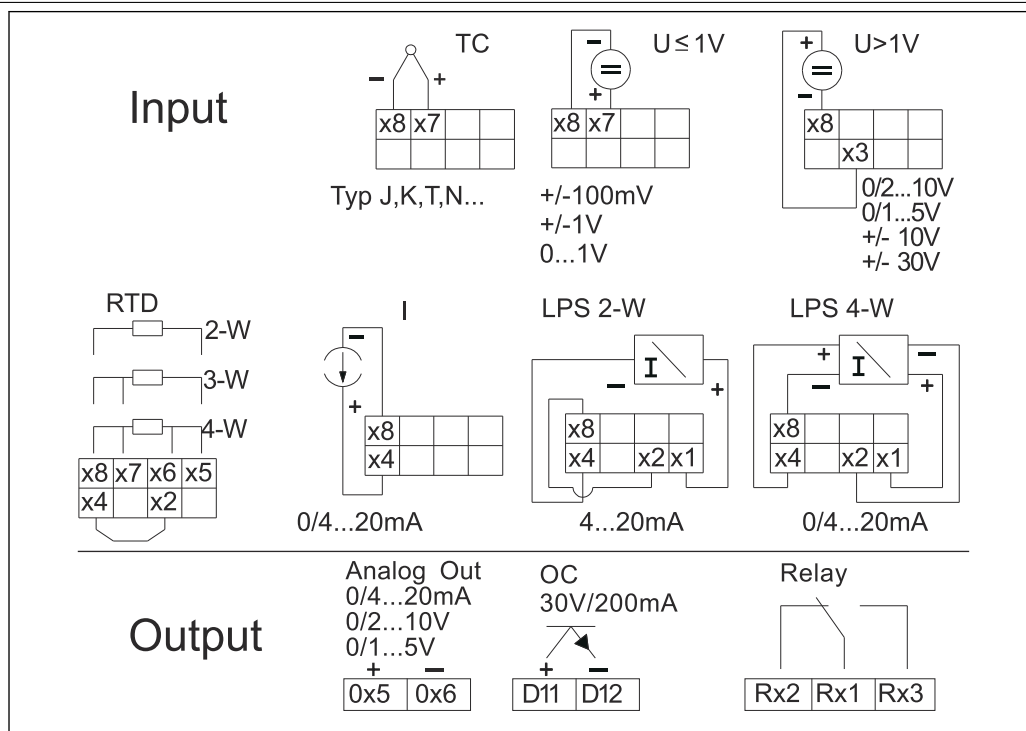 Input
TC
− +
x8 x7
Typ J,K,T,N...
U ≤ 1V
−
+
x8 x7
+/-100mV
+/-1V
0...1V
U>1V
+
−
x8
x3
0/2...10V
0/1...5V
+/- 10V
+/- 30V
RTD
2-W
3-W
4-W
x8 x7 x6 x5
x4 x2
I
−
+
x8
x4
0/4...20mA
LPS 2-W
I
− +
x8
x4 x2 x1
4...20mA
LPS 4-W
+ −
I
− +
x8
x4 x2 x1
0/4...20mA
Output
Analog Out
0/4...20mA
0/2...10V
0/1...5V
+ −
0x5 0x6
OC
30V/200mA
+ −
D11 D12
Relay
Rx2 Rx1 Rx3